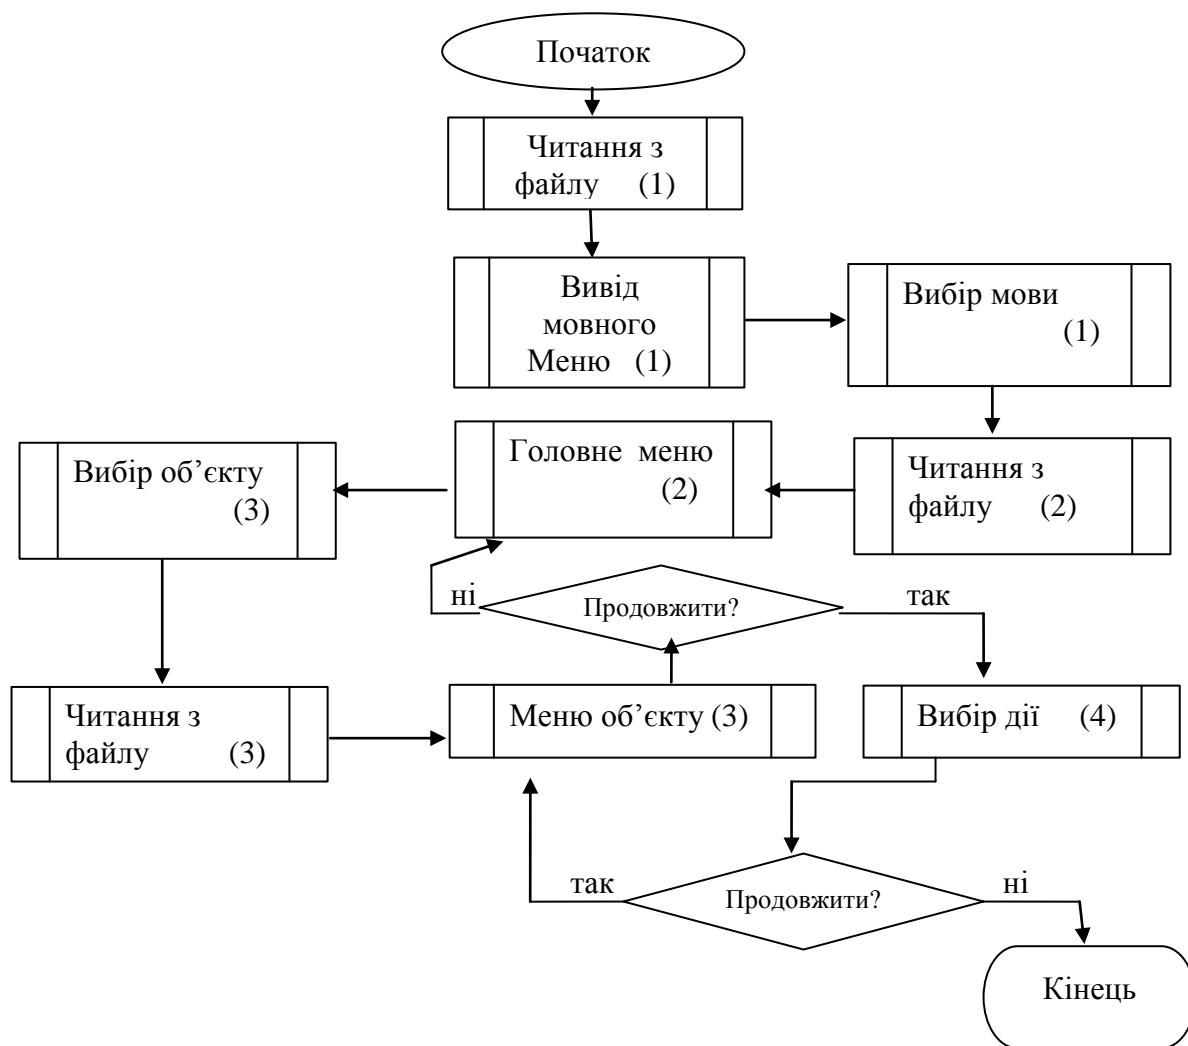 Початок
Читання з
файлу (1)
Вивід
мовного
Меню (1)
Вибір мови
(1)
Вибір об’єкту
(3)
Головне меню
(2)
Читання з
файлу (2)
ні
Продовжити?
так
Читання з
файлу (3)
Меню об’єкту (3)
Вибір дії (4)
так
Продовжити?
ні
Кінець